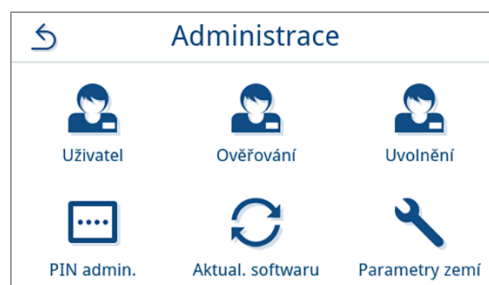 Administrace
Uživatel
Ověřování
Uvolnění
PIN admin.
Aktual. softwaru
Parametry zemí